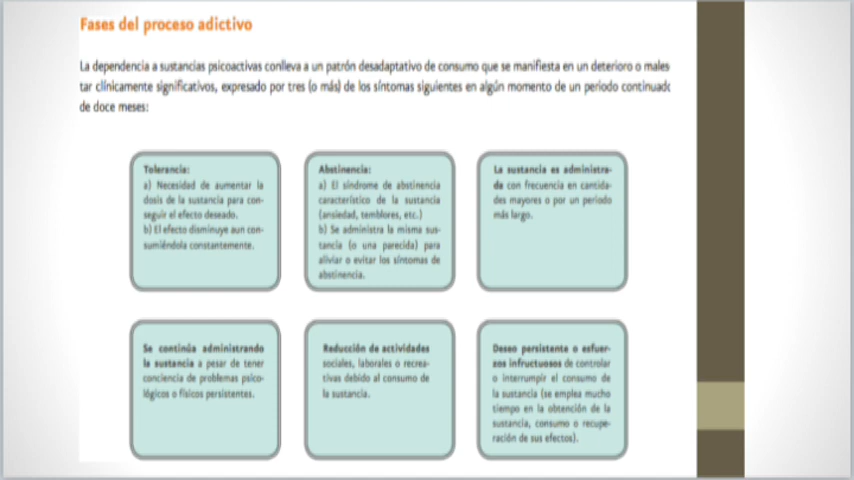 Fases del proceso adictivo
La dependencia a sustancias psicoactivas conlleva a un patrón desadaptativo de consumo que se manifiesta en un deterioro o males
tar clínicamente significativos, expresado por tres (o más) de los síntomas siguientes en algún momento de un periodo continuado
de doce meses:
Tolerancia:
a) Necesidad de aumentar la
dosis de la sustancia para con-
seguir el efecto deseado.
b) El efecto disminuye aun con-
sumiéndola constantemente.
Abstinencia:
a) El síndrome de abstinencia
característico de la sustancia
(ansiedad, temblores, etc.)
b) Se administra la misma sus-
tancia (o una parecida) para
aliviar o evitar los síntomas de
abstinencia.
La sustancia es administra-
da con frecuencia en cantida-
des mayores o por un periodo
más largo.
Se continúa administrando
la sustancia a pesar de tener
conciencia de problemas psico-
lógicos o físicos persistentes.
Reducción de actividades
sociales, laborales o recrea-
tivas debido al consumo de
la sustancia.
Deseo persistente o esfuer-
zos infructuosos de controlar
o interrumpir el consumo de
la sustancia (se emplea mucho
tiempo en la obtención de la
sustancia, consumo o recupe-
ración de sus efectos).